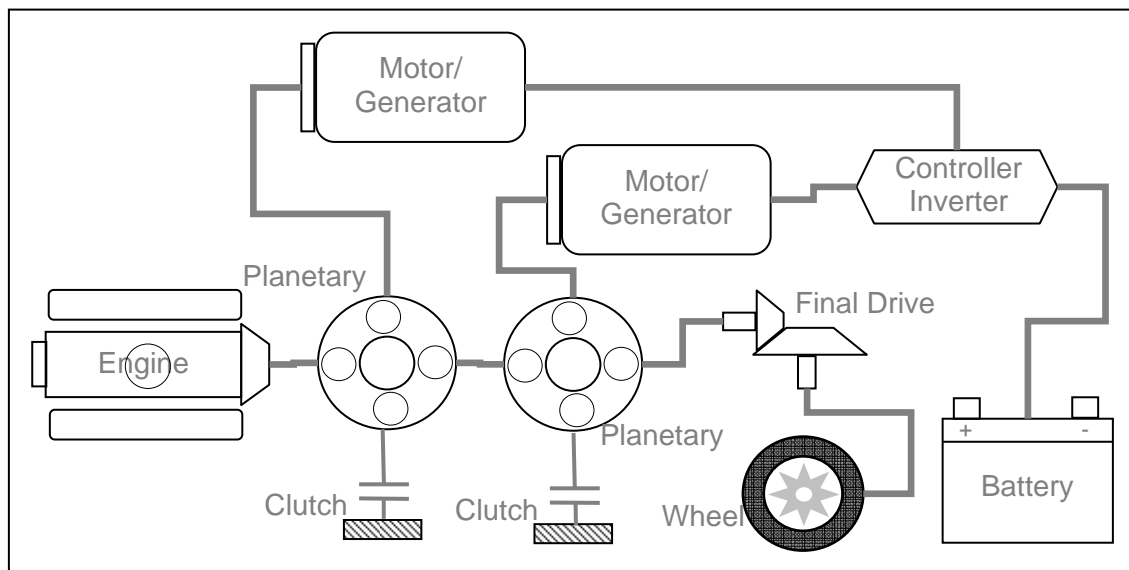 Motor/
Generator
Motor/
Generator
Controller
Inverter
Planetary
Final Drive
Engine
Planetary
+ -
Battery
Clutch
Clutch
Wheel